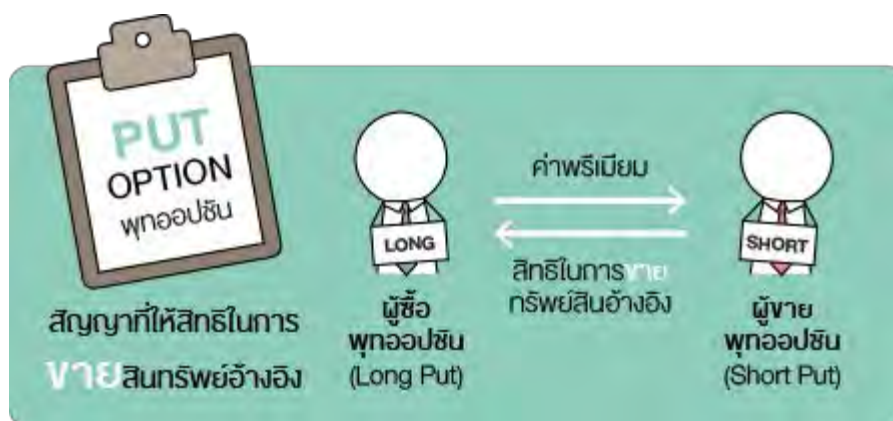 PUT
OPTION
พุทออปชัน
สัญญาที่ให้สิทธิในการ
ขายสินทรัพย์อ้างอิง
LONG
ผู้ซื้อ
พุทออปชัน
(Long Put)
ค่าพรีเมียม
สิทธิในการขาย
ทรัพย์สินอ้างอิง
SHORT
ผู้ขาย
พุทออปชัน
(Short Put)